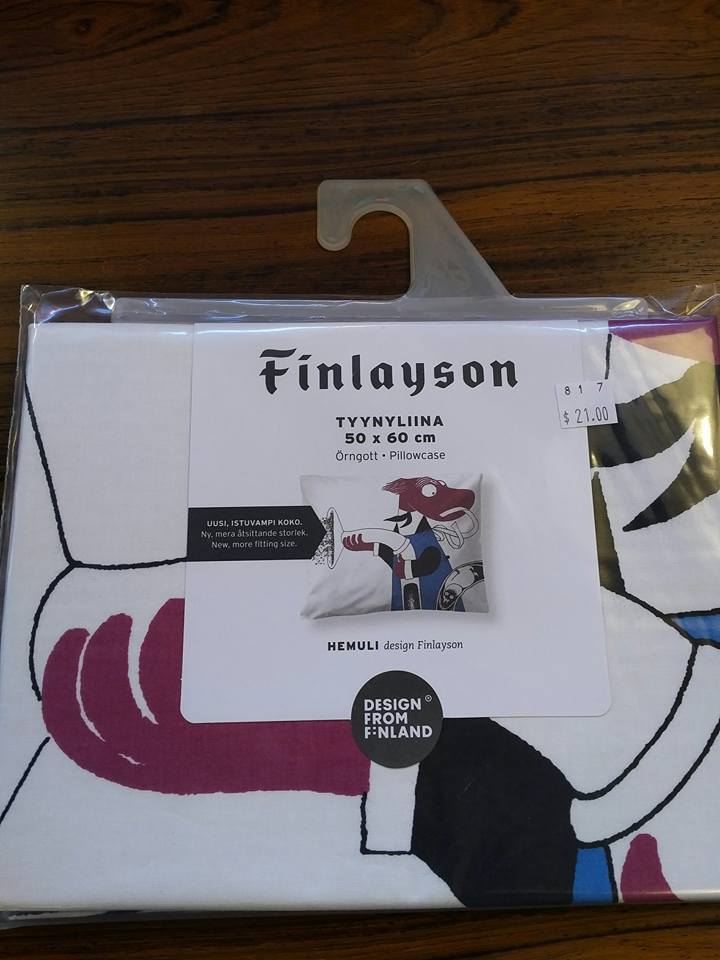 Finlayson
8 1 7
$ 21.00
TYYNYLIINA
50 x 60 cm
Örngott • Pillowcase
UUSI, ISTUVAMPI KOKO.
Ny, mera åtsittande storlek.
New, more fitting size.
HEMULI design Finlayson
DESIGN ®
FROM
FINLAND